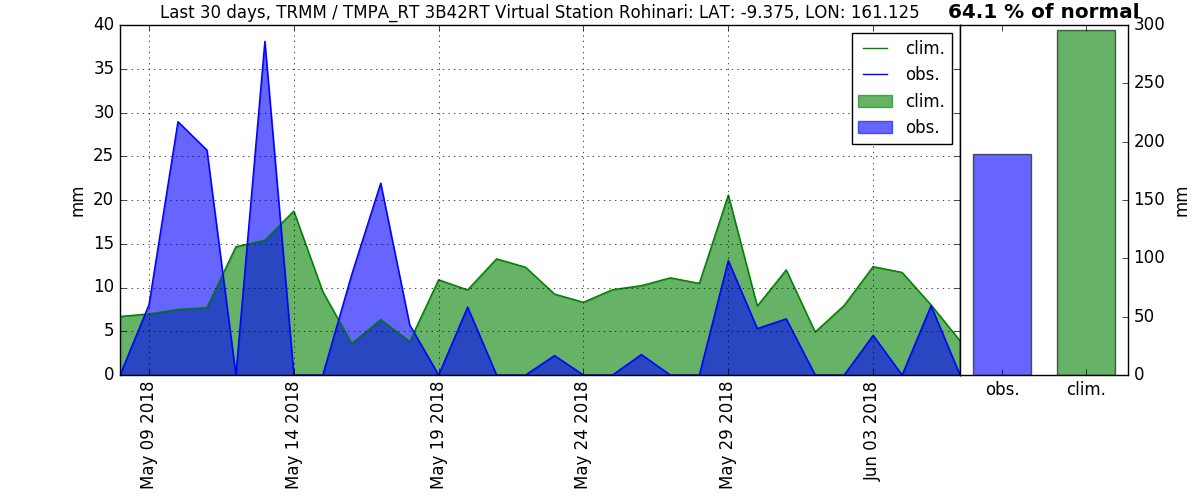 Last 30 days, TRMM / TMPA_RT 3B42RT Virtual Station Rohinari: LAT: -9.375, LON: 161.125
64.1 % of normal
mm
40
35
30
25
20
15
10
5
0
clim.
obs.
clim.
obs.
May 09 2018
May 14 2018
May 19 2018
May 24 2018
May 29 2018
Jun 03 2018
300
250
200
150
100
50
0
mm
obs.
clim.